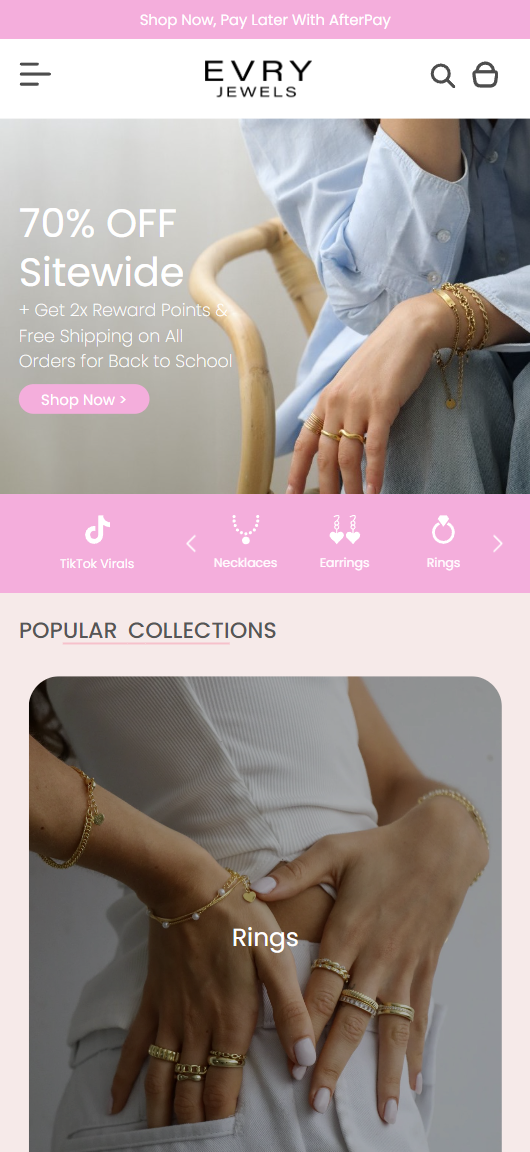 Shop Now, Pay Later With AfterPay
EVRY
JEWELS
70% OFF
Sitewide
+ Get 2x Reward Points &
Free Shipping on All
Orders for Back to School
Shop Now >
TikTok Virals
Necklaces
Earrings
Rings
POPULAR COLLECTIONS
Rings